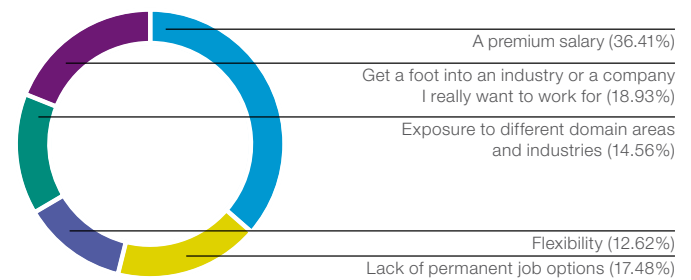 A premium salary (36.41%)
Get a foot into an industry or a company
I really want to work for (18.93%)
Exposure to different domain areas
and industries (14.56%)
Flexibility (12.62%)
Lack of permanent job options (17.48%)